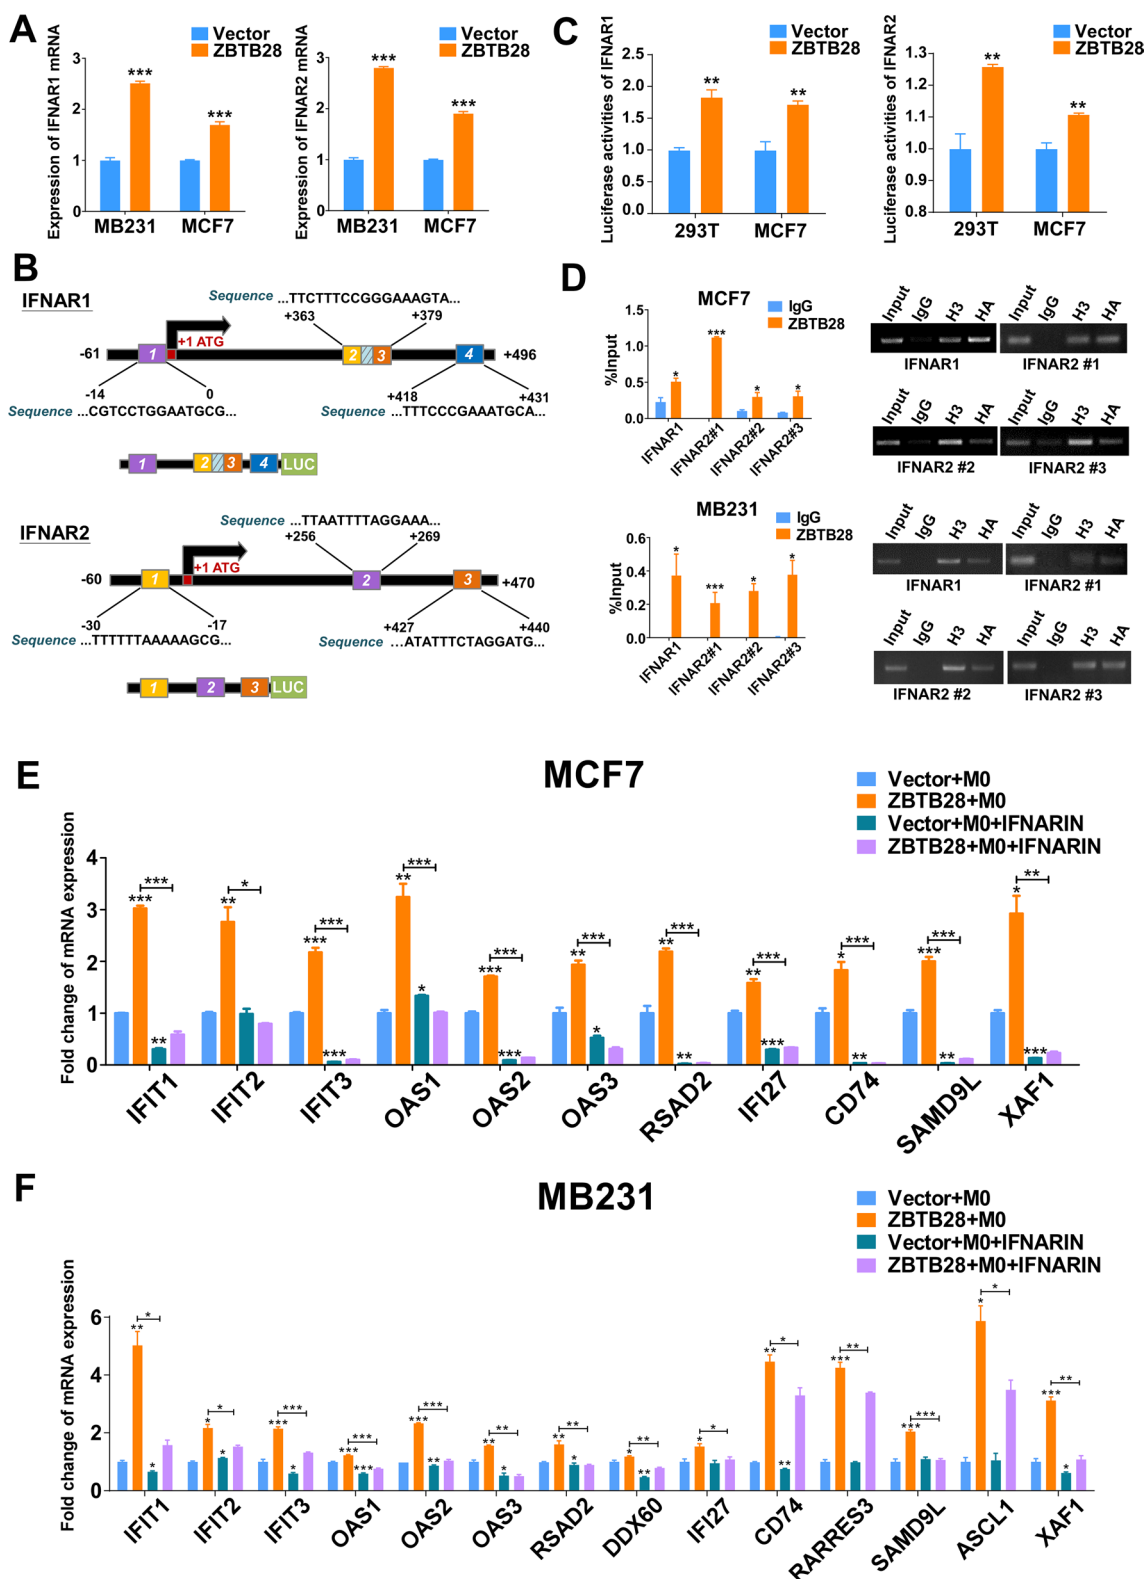 A
Vector
ZBTB28
Expression of IFNAR1 mRNA
3
2
1
0
***
***
MB231 MCF7
Vector
ZBTB28
Expression of IFNAR2 mRNA
3
2
1
0
***
***
MB231 MCF7
C
Vector
ZBTB28
Luciferase activities of IFNAR1
2.5
2.0
1.5
1.0
0.5
0.0
**
**
293T MCF7
Vector
ZBTB28
Luciferase activities of IFNAR2
1.3
1.2
1.1
1.0
0.9
0.8
**
**
293T MCF7
B
IFNAR1
Sequence ...TTCTTTCCGGGAAAGTA...
+363 +379
+1 ATG
-61 1 2 3 4 +496
-14 0 +418 +431
Sequence ...CGTCCTGGAATGCG... Sequence ...TTTCCCGAAATGCA...
1 2 3 4 LUC
IFNAR2
Sequence ...TTAATTTTAGGAAA...
+256 +269
+1 ATG
-60 1 2 3 +470
-30 -17 +427 +440
Sequence ...TTTTTTAAAAAGCG... Sequence ...ATATTTCTAGGATG...
1 2 3 LUC
D
MCF7
IgG
ZBTB28
%Input
1.5
1.0
0.5
0.0
* *** * *
IFNAR1 IFNAR2#1 IFNAR2#2 IFNAR2#3
Input IgG H3 HA Input IgG H3 HA
IFNAR1 IFNAR2 #1
IFNAR2 #2 IFNAR2 #3
MB231
IgG
ZBTB28
%Input
0.6
0.4
0.2
0.0
* *** * *
IFNAR1 IFNAR2#1 IFNAR2#2 IFNAR2#3
Input IgG H3 HA Input IgG H3 HA
IFNAR1 IFNAR2 #1
Input IgG H3 HA Input IgG H3 HA
IFNAR2 #2 IFNAR2 #3
E
MCF7
Vector+M0
ZBTB28+M0
Vector+M0+IFNARIN
ZBTB28+M0+IFNARIN
Fold change of mRNA expression
4
3
2
1
0
*** * *** *** *** *** *** *** *** *** **
*** ** *** ** *** ** ** ** * *** *
** *** * *** * ** *** ** ** ***
IFIT1 IFIT2 IFIT3 OAS1 OAS2 OAS3 RSAD2 IFI27 CD74 SAMD9L XAF1
F
MB231
Vector+M0
ZBTB28+M0
Vector+M0+IFNARIN
ZBTB28+M0+IFNARIN
Fold change of mRNA expression
6
4
2
0
* * *** *** *** ** ** ** * * ** *** * **
** * *** *** *** ** ** * * ** *** *** * ***
* * * *** ** * * ** ** *
IFIT1 IFIT2 IFIT3 OAS1 OAS2 OAS3 RSAD2 DDX60 IFI27 CD74 RARRES3 SAMD9L ASCL1 XAF1